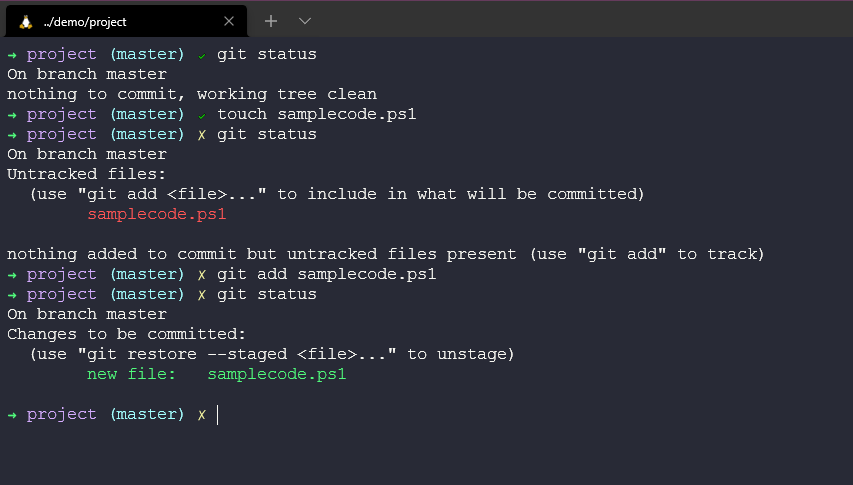 ../demo/project
→ project (master) ✓ git status
On branch master
nothing to commit, working tree clean
→ project (master) ✓ touch samplecode.ps1
→ project (master) ✗ git status
On branch master
Untracked files:
  (use "git add <file>..." to include in what will be committed)
        samplecode.ps1

nothing added to commit but untracked files present (use "git add" to track)
→ project (master) ✗ git add samplecode.ps1
→ project (master) ✗ git status
On branch master
Changes to be committed:
  (use "git restore --staged <file>..." to unstage)
        new file:   samplecode.ps1

→ project (master) ✗